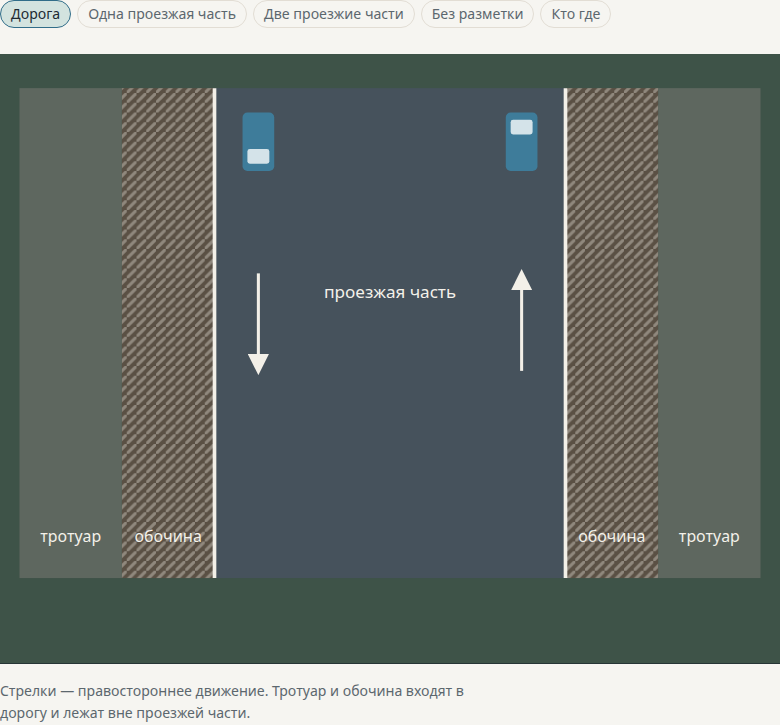 Дорога
Одна проезжая часть
Две проезжие части
Без разметки
Кто где
проезжая часть
тротуар
обочина
обочина
тротуар
Стрелки — правостороннее движение. Тротуар и обочина входят в
дорогу и лежат вне проезжей части.